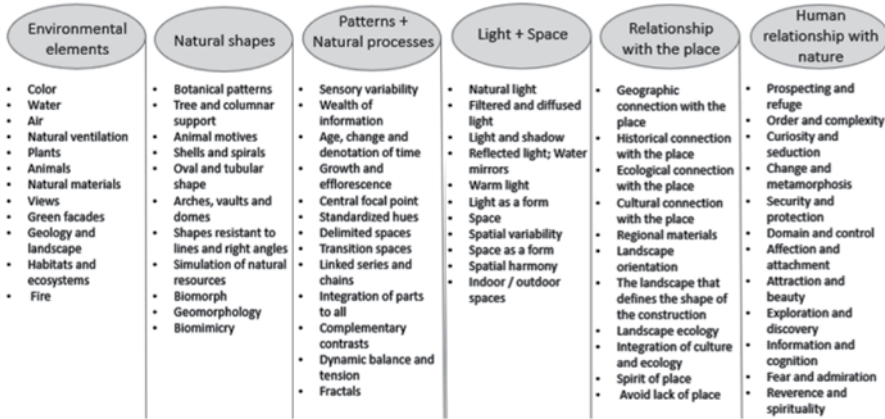 Environmental
elements
Color
Water
Air
Natural ventilation
Plants
Animals
Natural materials
Views
Green facades
Geology and
landscape
Habitats and
ecosystems
Fire
Natural shapes
Botanical patterns
Tree and columnar
support
Animal motives
Shells and spirals
Oval and tubular
shape
Arches, vaults and
domes
Shapes resistant to
lines and right angles
Simulation of natural
resources
Biomorph
Geomorphology
Biomimicry
Patterns +
Natural processes
Sensory variability
Wealth of
information
Age, change and
denotation of time
Growth and
efflorescence
Central focal point
Standardized hues
Delimited spaces
Transition spaces
Linked series and
chains
Integration of parts
to all
Complementary
contrasts
Dynamic balance and
tension
Fractals
Light + Space
Natural light
Filtered and diffused
light
Light and shadow
Reflected light; Water
mirrors
Warm light
Light as a form
Space
Spatial variability
Space as a form
Spatial harmony
Indoor / outdoor
spaces
Relationship
with the place
Geographic
connection with the
place
Historical connection
with the place
Ecological connection
with the place
Cultural connection
with the place
Regional materials
Landscape
orientation
The landscape that
defines the shape of
the construction
Landscape ecology
Integration of culture
and ecology
Spirit of place
Avoid lack of place
Human
relationship with
nature
Prospecting and
refuge
Order and complexity
Curiosity and
seduction
Change and
metamorphosis
Security and
protection
Domain and control
Affection and
attachment
Attraction and
beauty
Exploration and
discovery
Information and
cognition
Fear and admiration
Reverence and
spirituality